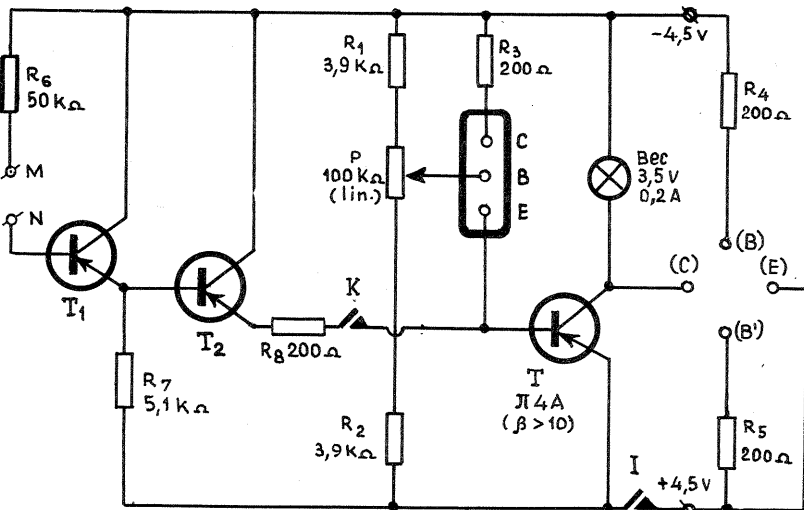 R6
50 KΩ
M
N
T1
T2
R7
5,1 KΩ
R8 200Ω
K
R1
3,9 KΩ
P
100 KΩ
(lin.)
R2
3,9 KΩ
R3
200Ω
C
B
E
T
π4A
(β>10)
Bec
3,5 V
0,2 A
-4,5 V
R4
200Ω
(B)
(C)
(E)
(B')
R5
200Ω
I
+4,5 V